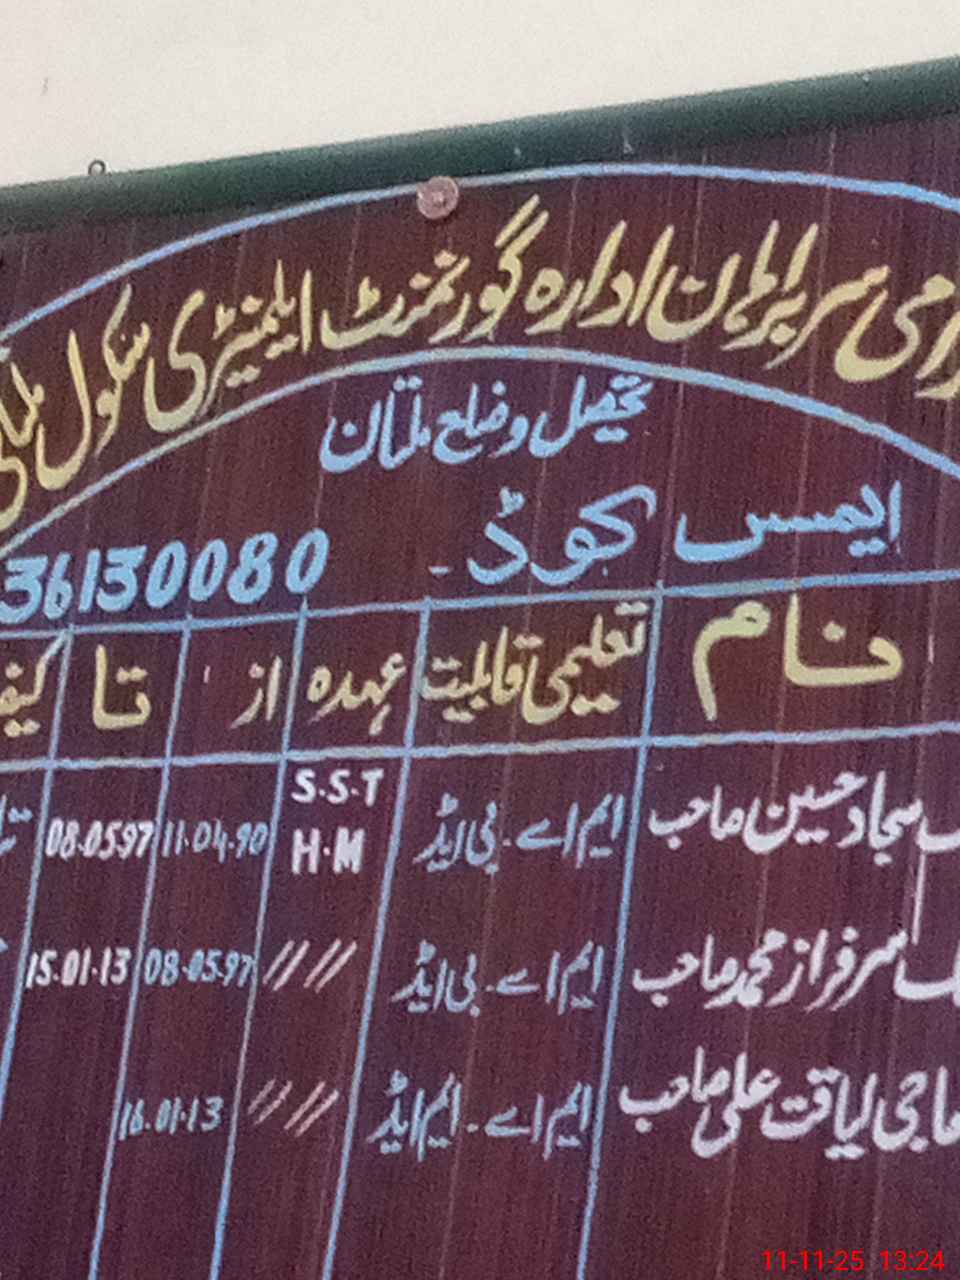 گرامی سربراہان ادارہ گورنمنٹ ایلیمنٹری سکول
تحصیل و ضلع ملتان
ایمس کوڈ ۔ 36130080
نام تعلیمی قابلیت عہدہ از تا
سجاد حسین صاحب ایم اے ۔ بی ایڈ S.S.T H.M 11.04.90 08.05.97
سرفراز محمد صاحب ایم اے ۔ بی ایڈ // // 08.05.97 15.01.13
حاجی لیاقت علی صاحب ایم اے ۔ ایم ایڈ // // 16.01.13
11-11-25 13:24